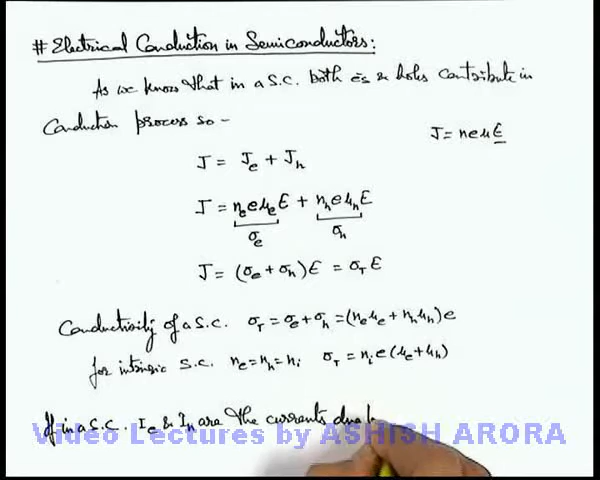 # Electrical Conduction in Semiconductors:
As we know that in a S.C. both e̅s & holes contribute in
Conduction process so –
J = neμE
J = Je + Jh
J = neeμeE + nheμhE
σe σh
J = (σe + σh)E = σT E
Conductivity of a S.C. σT = σe + σh = (neμe + nhμh)e
for intrinsic S.C. ne = nh = ni σT = nie(μe + μh)
If in a S.C. Ie & Ih are the currents due t
Video Lectures by ASHISH ARORA